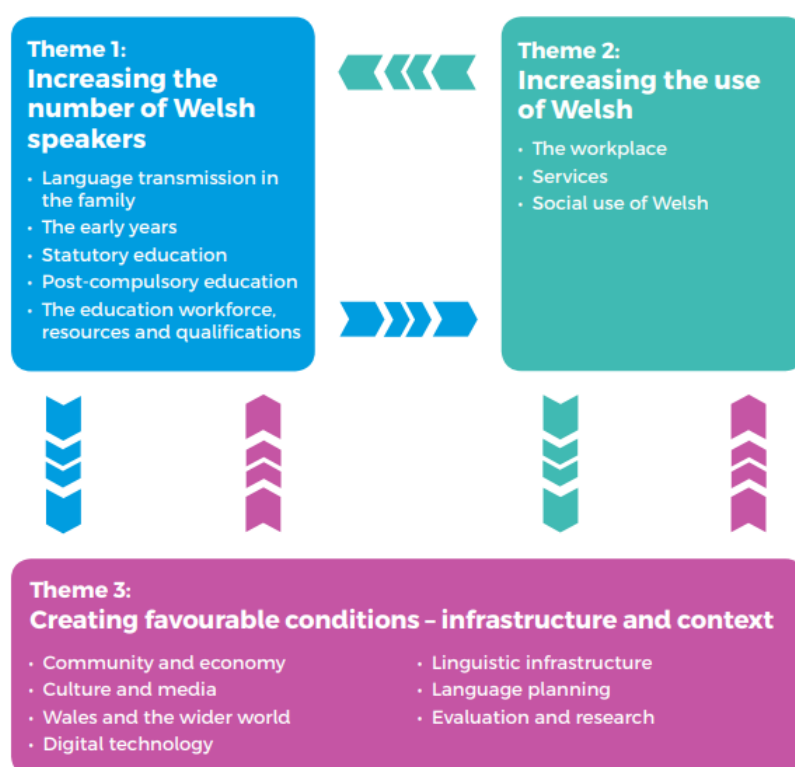 Theme 1:
Increasing the
number of Welsh
speakers
• Language transmission in
the family
• The early years
• Statutory education
• Post-compulsory education
• The education workforce,
resources and qualifications
Theme 2:
Increasing the use
of Welsh
• The workplace
• Services
• Social use of Welsh
Theme 3:
Creating favourable conditions – infrastructure and context
• Community and economy
• Culture and media
• Wales and the wider world
• Digital technology
• Linguistic infrastructure
• Language planning
• Evaluation and research